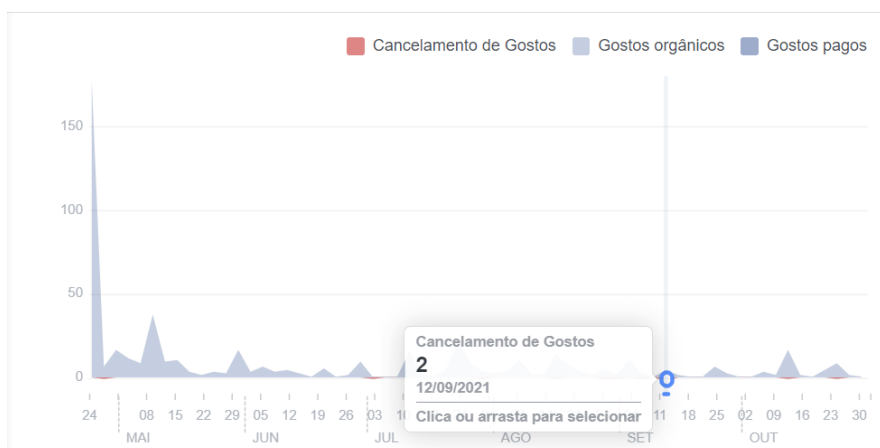 Cancelamento de Gostos Gostos orgânicos Gostos pagos
150
100
50
0
Cancelamento de Gostos
2
12/09/2021
Clica ou arrasta para selecionar
24 08 15 22 29 05 12 19 26 03 11 18 25 02 09 16 23 30
MAI JUN JUL AGO SET OUT